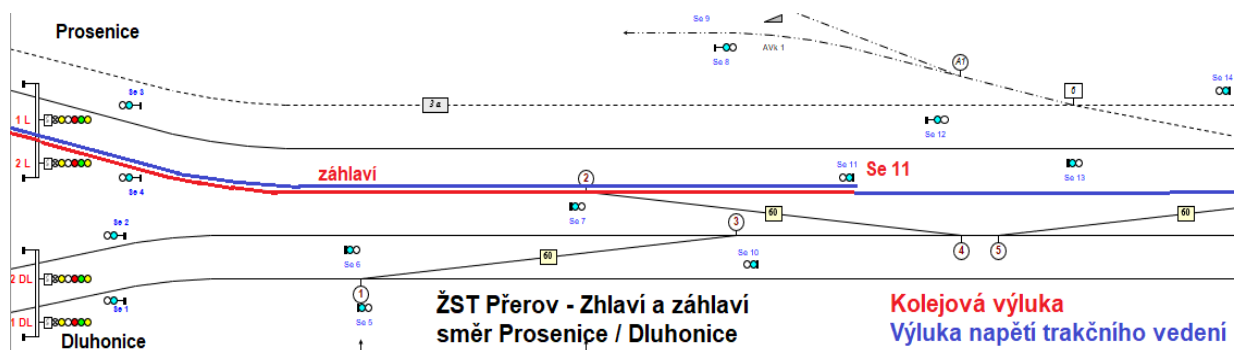 Prosenice
Se 9
Se 8
AVk 1
A1
Se 14
Se 3
3 a
6
1 L
Se 12
2 L
záhlaví
Se 11
Se 11
Se 13
Se 4
2
Se 7
60
60
Se 2
3
Se 6
60
Se 10
4
5
2 DL
1
Se 1
Se 5
ŽST Přerov - Zhlaví a záhlaví
směr Prosenice / Dluhonice
Kolejová výluka
Výluka napětí trakčního vedení
1 DL
Dluhonice